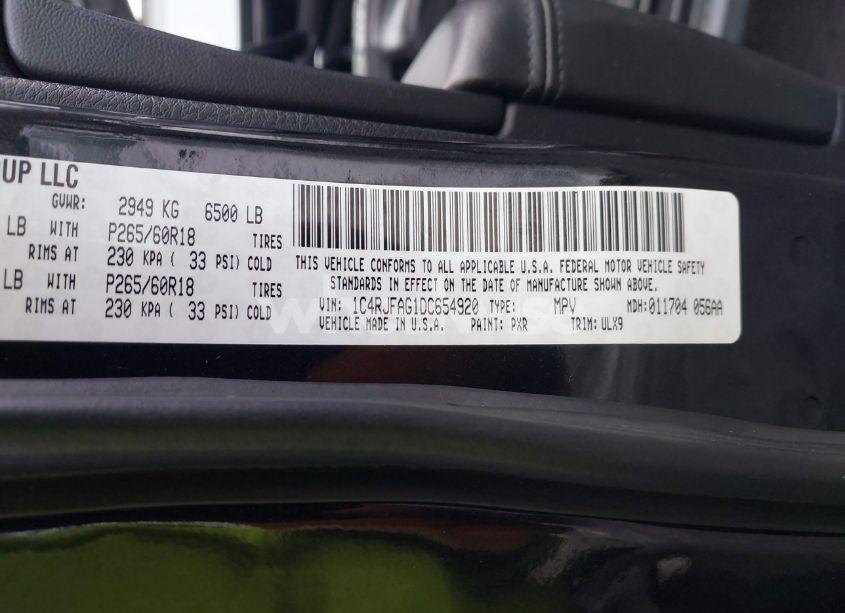 UP LLC
GVWR: 2949 KG 6500 LB
LB WITH P265/60R18 TIRES
RIMS AT 230 KPA ( 33 PSI) COLD
LB WITH P265/60R18 TIRES
RIMS AT 230 KPA ( 33 PSI) COLD
THIS VEHICLE CONFORMS TO ALL APPLICABLE U.S.A. FEDERAL MOTOR VEHICLE SAFETY
STANDARDS IN EFFECT ON THE DATE OF MANUFACTURE SHOWN ABOVE.
VIN: 1C4RJFAG1DC654920 TYPE: MPV MDH:011704 056AA
VEHICLE MADE IN U.S.A. PAINT: PXR TRIM: ULX9